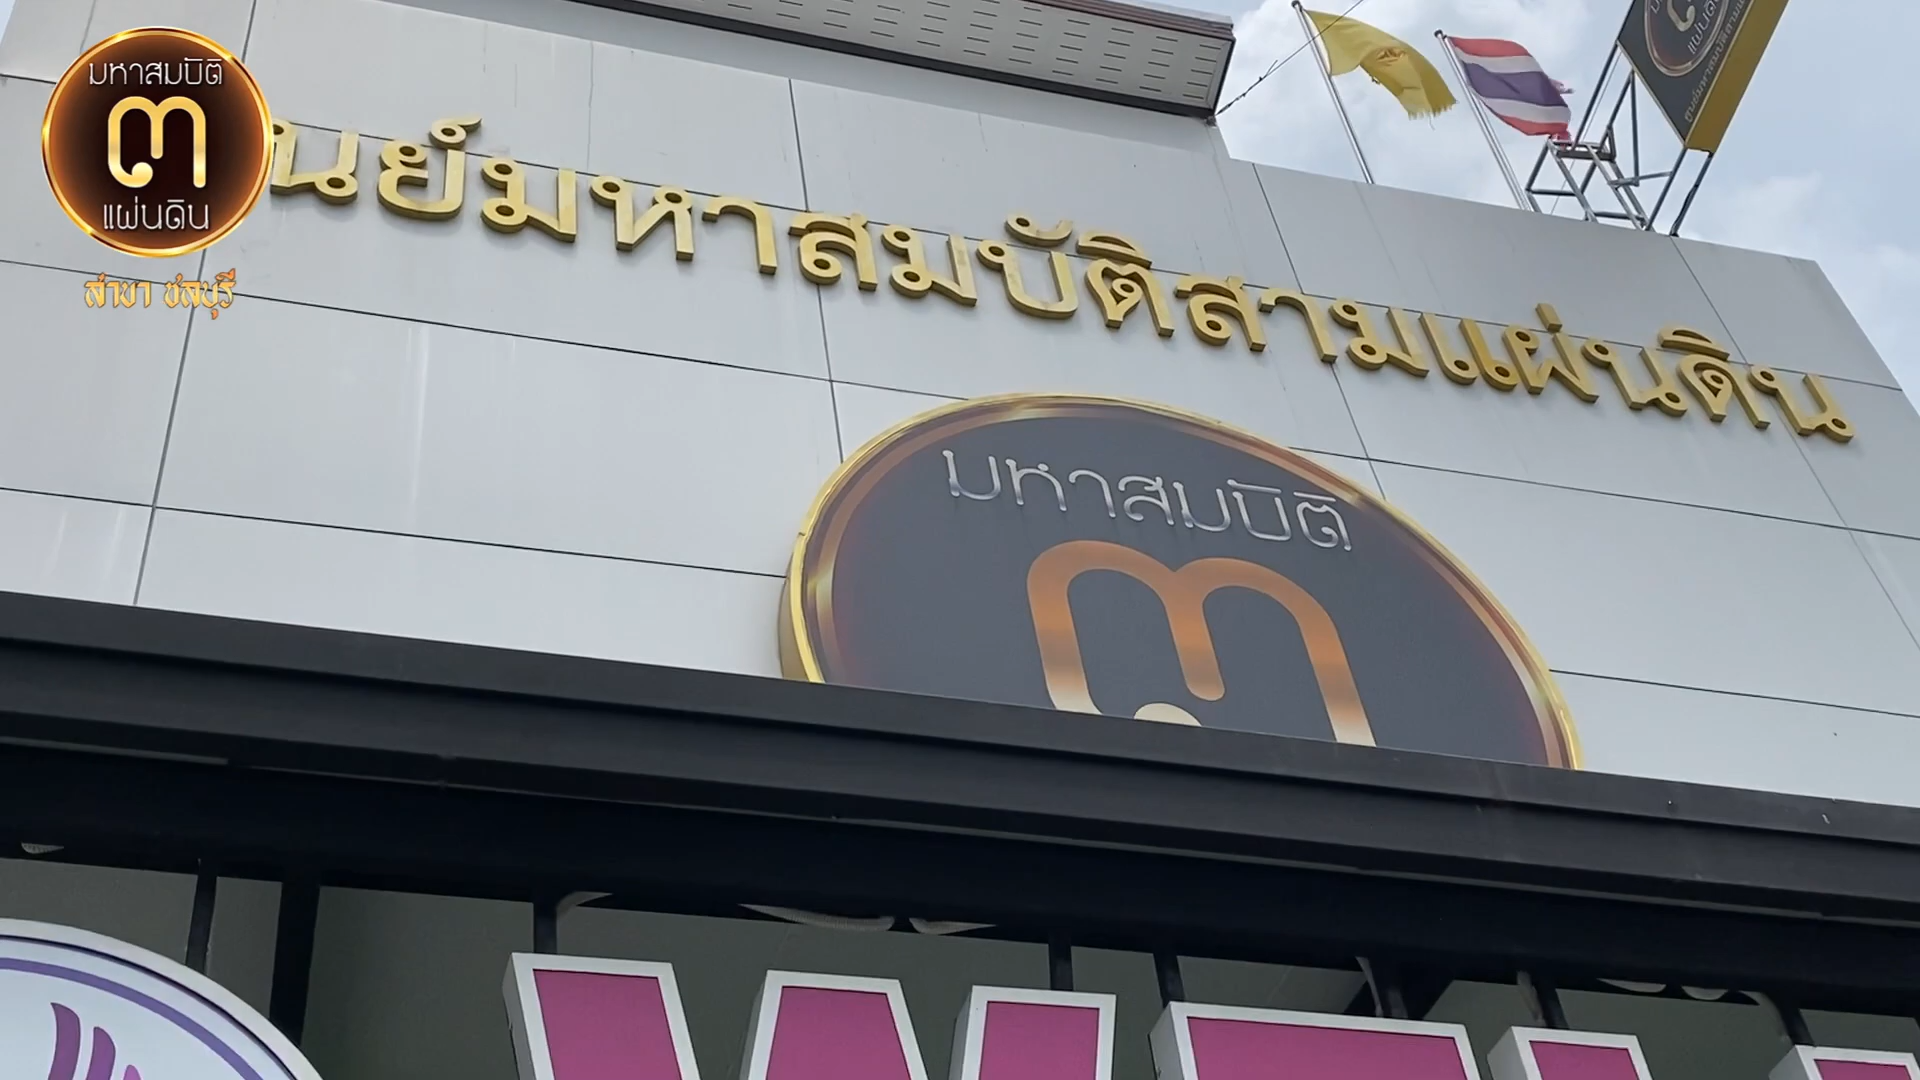 มหาสมบัติ
๓
แผ่นดิน
สาขา ชลบุรี
ศูนย์มหาสมบัติสามแผ่นดิน
มหาสมบัติ
๓